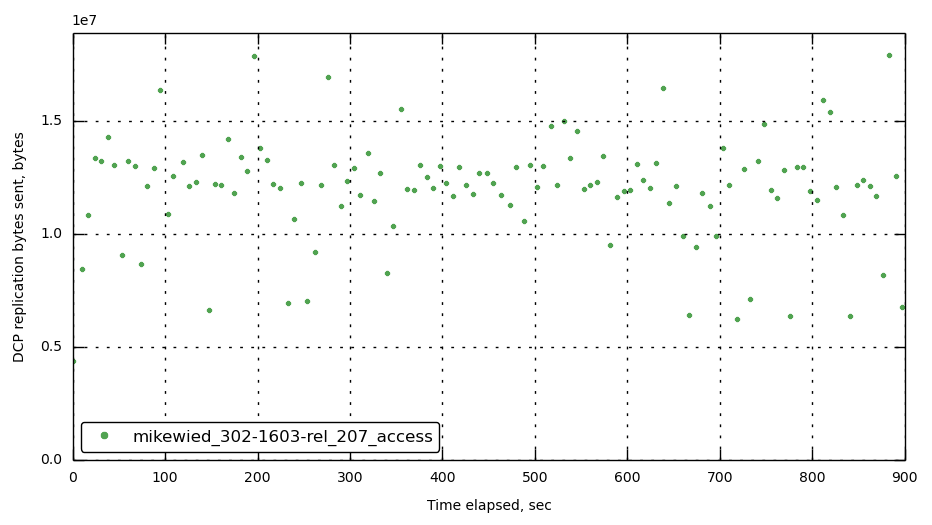 1e7
1.5
1.0
0.5
0.0
DCP replication bytes sent, bytes
mikewied_302-1603-rel_207_access
0 100 200 300 400 500 600 700 800 900
Time elapsed, sec